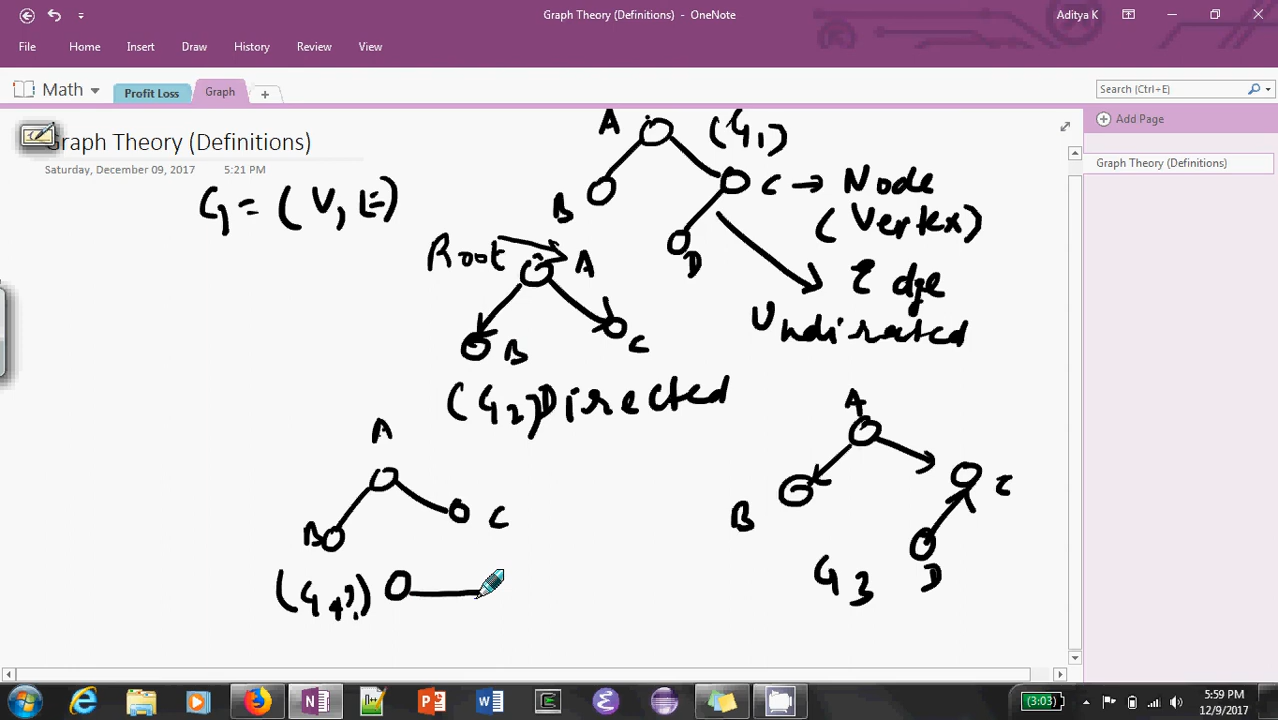 Graph Theory (Definitions) - OneNote
Aditya K
File Home Insert Draw History Review View
Math Profit Loss Graph
Search (Ctrl+E)
Add Page
Graph Theory (Definitions)
Graph Theory (Definitions)
Saturday, December 09, 2017 5:21 PM
G = (V, E)
A (G1)
B C → Node
(Vertex)
D
Edge
Undirected
Root A
B C
(G2) Directed
A
B C
(G4)
A
B C
D
G3
(3:03)
5:59 PM
12/9/2017